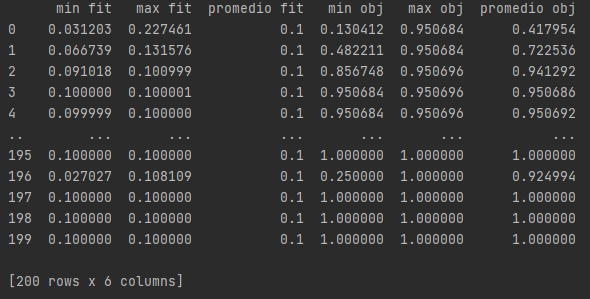 min fit max fit promedio fit min obj max obj promedio obj
0 0.031203 0.227461 0.1 0.130412 0.950684 0.417954
1 0.066739 0.131576 0.1 0.482211 0.950684 0.722536
2 0.091018 0.100999 0.1 0.856748 0.950696 0.941292
3 0.100000 0.100001 0.1 0.950684 0.950696 0.950686
4 0.099999 0.100000 0.1 0.950684 0.950696 0.950692
.. ... ... ... ... ... ...
195 0.100000 0.100000 0.1 1.000000 1.000000 1.000000
196 0.027027 0.108109 0.1 0.250000 1.000000 0.924994
197 0.100000 0.100000 0.1 1.000000 1.000000 1.000000
198 0.100000 0.100000 0.1 1.000000 1.000000 1.000000
199 0.100000 0.100000 0.1 1.000000 1.000000 1.000000
[200 rows x 6 columns]